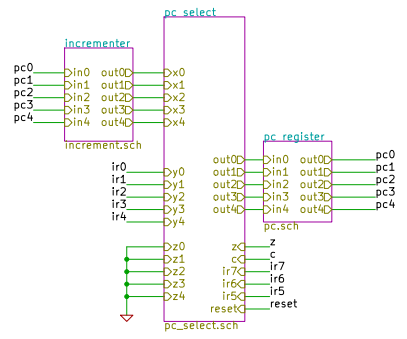 pc_select
incrementer
pc0 in0 out0 x0
pc1 in1 out1 x1
pc2 in2 out2 x2
pc3 in3 out3 x3
pc4 in4 out4 x4
increment.sch
pc_register
ir0 y0
ir1 y1
ir2 y2
ir3 y3
ir4 y4
out0 in0 out0 pc0
out1 in1 out1 pc1
out2 in2 out2 pc2
out3 in3 out3 pc3
out4 in4 out4 pc4
pc.sch
z0 z z
z1 c c
z2 ir7 ir7
z3 ir6 ir6
z4 ir5 ir5
reset reset
pc_select.sch